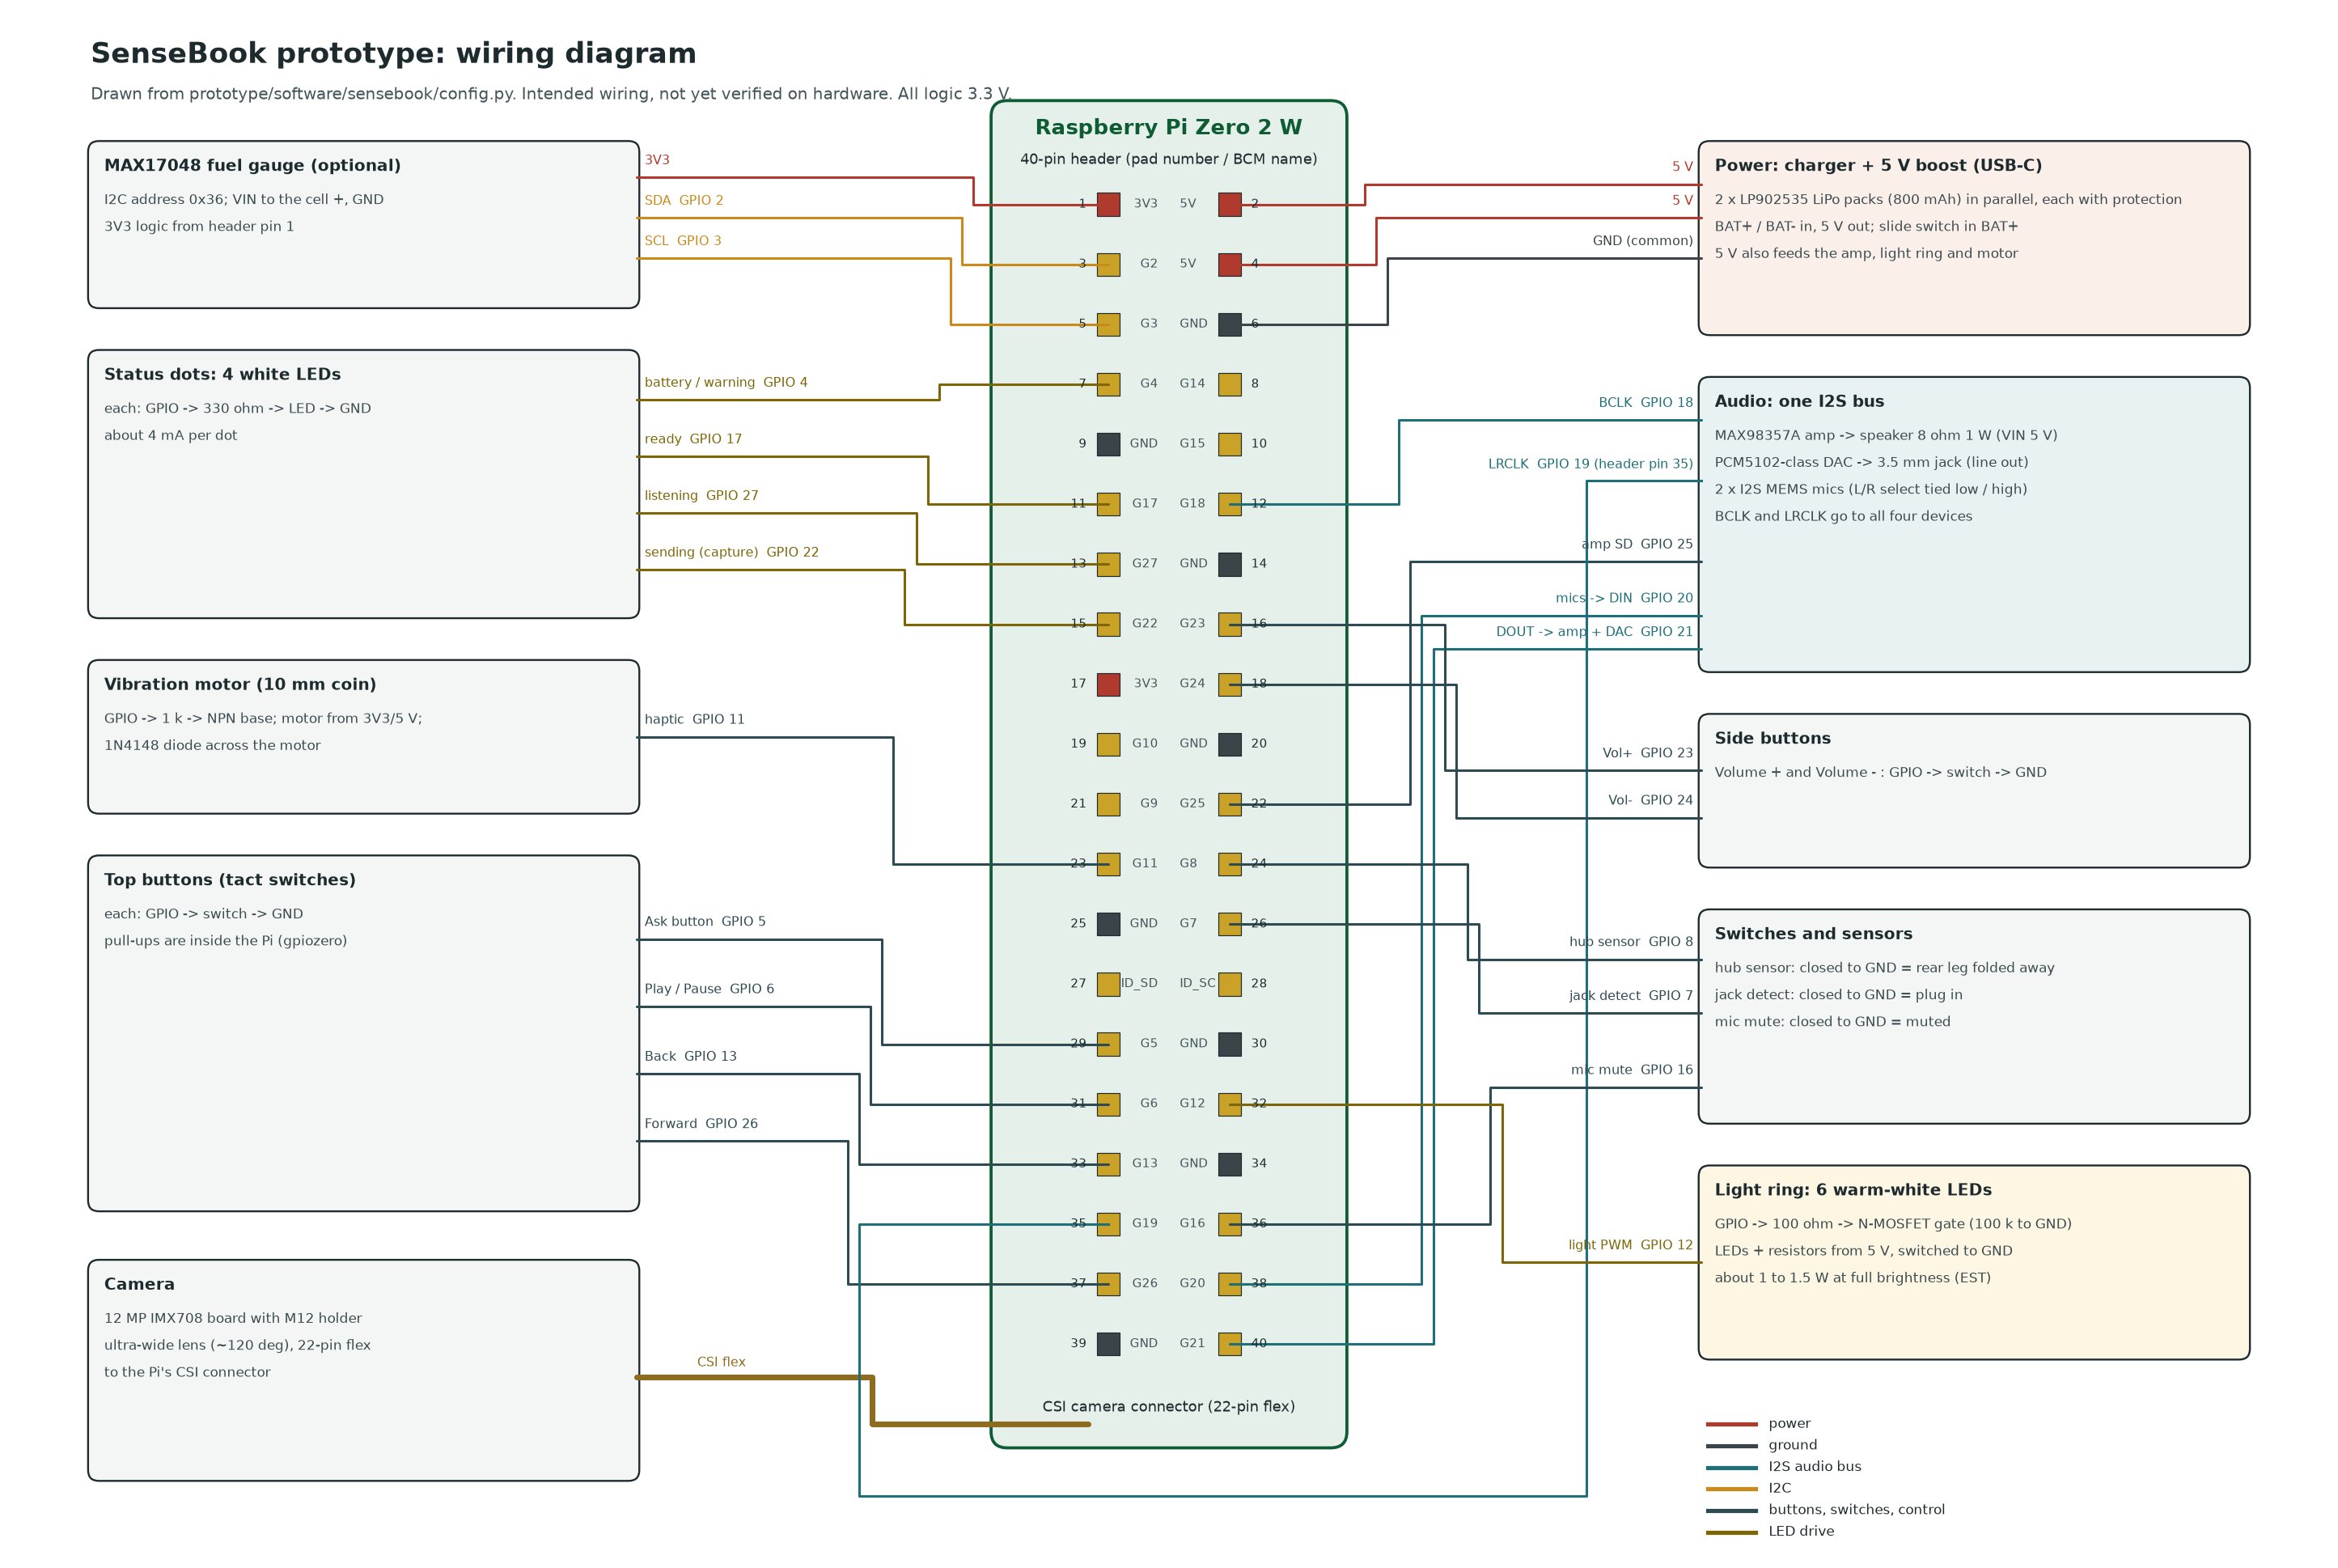 SenseBook prototype: wiring diagram
Drawn from prototype/software/sensebook/config.py. Intended wiring, not yet verified on hardware. All logic 3.3 V.
MAX17048 fuel gauge (optional)
I2C address 0x36; VIN to the cell +, GND
3V3 logic from header pin 1
3V3
SDA GPIO 2
SCL GPIO 3
Status dots: 4 white LEDs
each: GPIO -> 330 ohm -> LED -> GND
about 4 mA per dot
battery / warning GPIO 4
ready GPIO 17
listening GPIO 27
sending (capture) GPIO 22
Vibration motor (10 mm coin)
GPIO -> 1 k -> NPN base; motor from 3V3/5 V;
1N4148 diode across the motor
haptic GPIO 11
Top buttons (tact switches)
each: GPIO -> switch -> GND
pull-ups are inside the Pi (gpiozero)
Ask button GPIO 5
Play / Pause GPIO 6
Back GPIO 13
Forward GPIO 26
Camera
12 MP IMX708 board with M12 holder
ultra-wide lens (~120 deg), 22-pin flex
to the Pi's CSI connector
CSI flex
Raspberry Pi Zero 2 W
40-pin header (pad number / BCM name)
1 3V3 5V 2
3 G2 5V 4
5 G3 GND 6
7 G4 G14 8
9 GND G15 10
11 G17 G18 12
13 G27 GND 14
15 G22 G23 16
17 3V3 G24 18
19 G10 GND 20
21 G9 G25 22
23 G11 G8 24
25 GND G7 26
27 ID_SD ID_SC 28
29 G5 GND 30
31 G6 G12 32
33 G13 GND 34
35 G19 G16 36
37 G26 G20 38
39 GND G21 40
CSI camera connector (22-pin flex)
5 V
5 V
GND (common)
Power: charger + 5 V boost (USB-C)
2 x LP902535 LiPo packs (800 mAh) in parallel, each with protection
BAT+ / BAT- in, 5 V out; slide switch in BAT+
5 V also feeds the amp, light ring and motor
BCLK GPIO 18
LRCLK GPIO 19 (header pin 35)
amp SD GPIO 25
mics -> DIN GPIO 20
DOUT -> amp + DAC GPIO 21
Audio: one I2S bus
MAX98357A amp -> speaker 8 ohm 1 W (VIN 5 V)
PCM5102-class DAC -> 3.5 mm jack (line out)
2 x I2S MEMS mics (L/R select tied low / high)
BCLK and LRCLK go to all four devices
Vol+ GPIO 23
Vol- GPIO 24
Side buttons
Volume + and Volume - : GPIO -> switch -> GND
hub sensor GPIO 8
jack detect GPIO 7
mic mute GPIO 16
Switches and sensors
hub sensor: closed to GND = rear leg folded away
jack detect: closed to GND = plug in
mic mute: closed to GND = muted
light PWM GPIO 12
Light ring: 6 warm-white LEDs
GPIO -> 100 ohm -> N-MOSFET gate (100 k to GND)
LEDs + resistors from 5 V, switched to GND
about 1 to 1.5 W at full brightness (EST)
power
ground
I2S audio bus
I2C
buttons, switches, control
LED drive